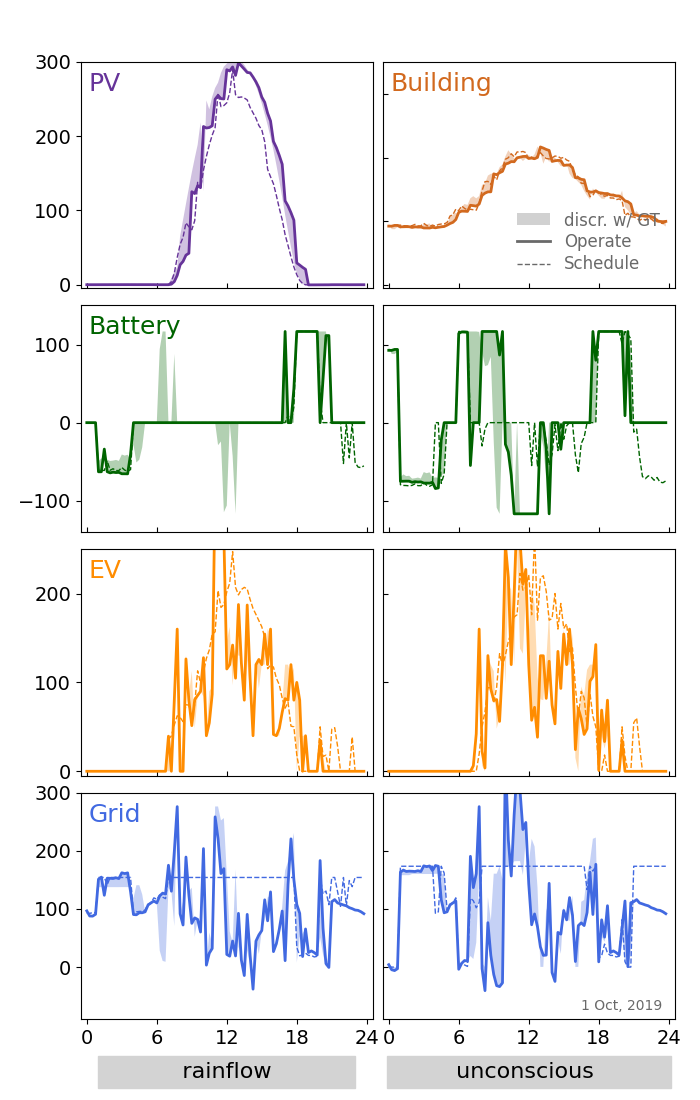 300
200
100
0
PV
Building
discr. w/ GT
Operate
Schedule
100
0
−100
Battery
200
100
0
EV
300
200
100
0
Grid
1 Oct, 2019
0 6 12 18 24 0 6 12 18 24
rainflow unconscious